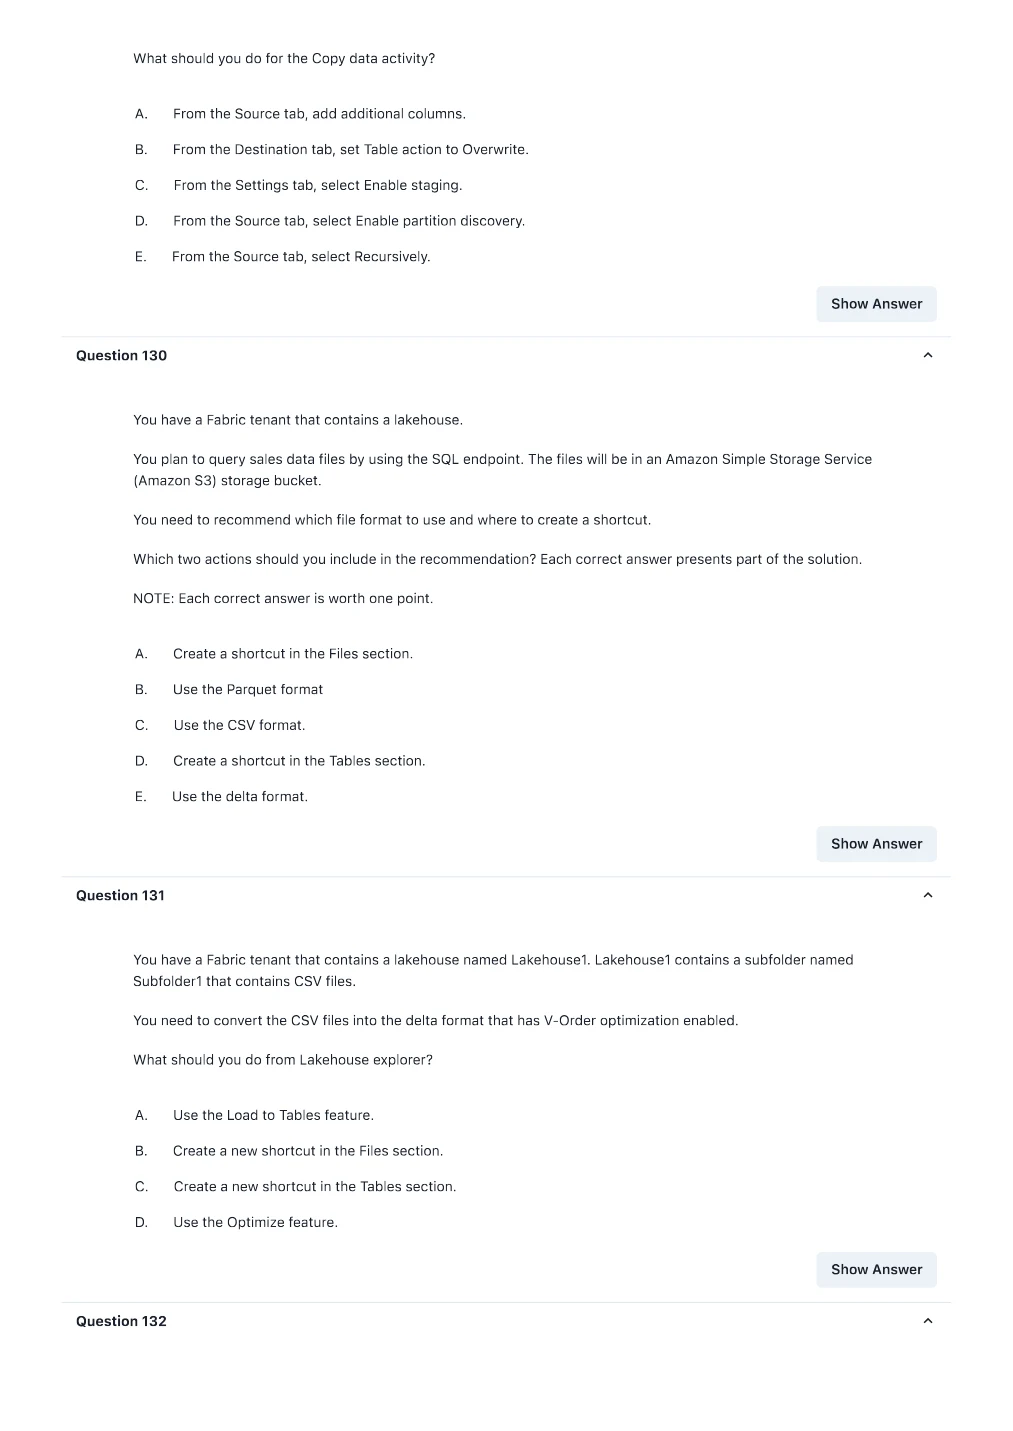 What should you do for the Copy data activity?
A. From the Source tab, add additional columns.
B. From the Destination tab, set Table action to Overwrite.
C. From the Settings tab, select Enable staging.
D. From the Source tab, select Enable partition discovery.
E. From the Source tab, select Recursively.
Show Answer
Question 130
You have a Fabric tenant that contains a lakehouse.
You plan to query sales data files by using the SQL endpoint. The files will be in an Amazon Simple Storage Service
(Amazon S3) storage bucket.
You need to recommend which file format to use and where to create a shortcut.
Which two actions should you include in the recommendation? Each correct answer presents part of the solution.
NOTE: Each correct answer is worth one point.
A. Create a shortcut in the Files section.
B. Use the Parquet format
C. Use the CSV format.
D. Create a shortcut in the Tables section.
E. Use the delta format.
Show Answer
Question 131
You have a Fabric tenant that contains a lakehouse named Lakehouse1. Lakehouse1 contains a subfolder named
Subfolder1 that contains CSV files.
You need to convert the CSV files into the delta format that has V-Order optimization enabled.
What should you do from Lakehouse explorer?
A. Use the Load to Tables feature.
B. Create a new shortcut in the Files section.
C. Create a new shortcut in the Tables section.
D. Use the Optimize feature.
Show Answer
Question 132